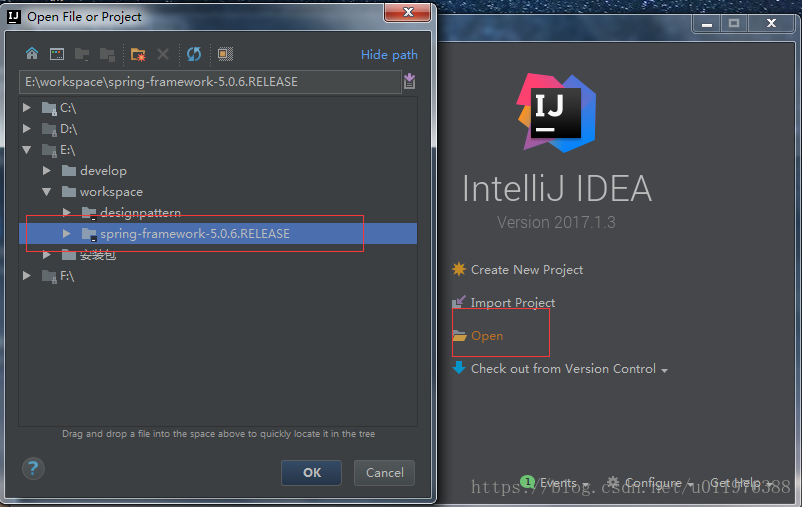 Open File or Project
Hide path
E:\workspace\spring-framework-5.0.6.RELEASE
C:\
D:\
E:\
develop
workspace
designpattern
spring-framework-5.0.6.RELEASE
安装包
F:\
Drag and drop a file into the space above to quickly locate it in the tree
?
OK
Cancel
IJ
IntelliJ IDEA
Version 2017.1.3
Create New Project
Import Project
Open
Check out from Version Control
1 Events
Configure
Get Help
https://blog.csdn.net/u011976388